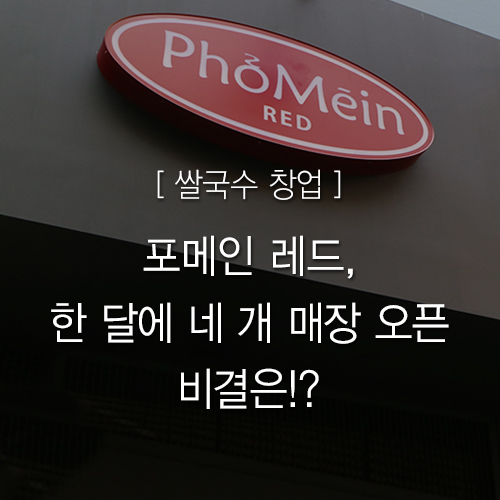 PhởMēin
RED
[ 쌀국수 창업 ]
포메인 레드,
한 달에 네 개 매장 오픈
비결은!?